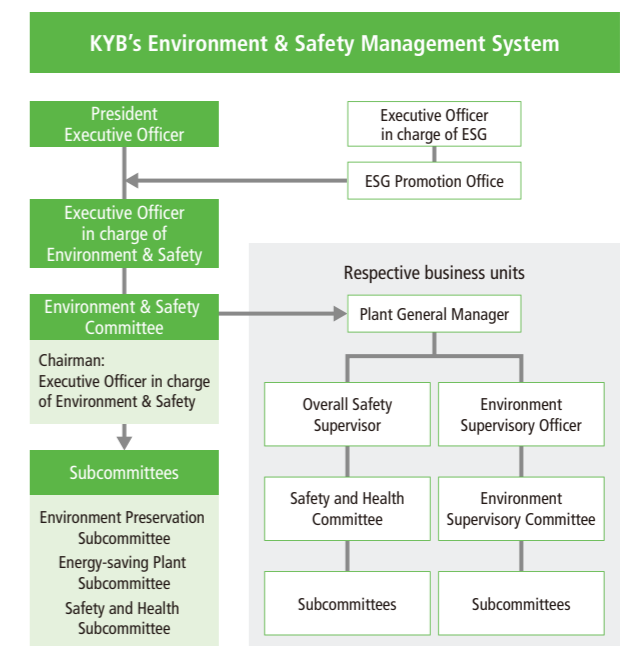 KYB's Environment & Safety Management System
President
Executive Officer
Executive Officer
in charge of ESG
ESG Promotion Office
Executive Officer
in charge of
Environment & Safety
Environment & Safety
Committee
Chairman:
Executive Officer in charge
of Environment & Safety
Subcommittees
Environment Preservation
Subcommittee
Energy-saving Plant
Subcommittee
Safety and Health
Subcommittee
Respective business units
Plant General Manager
Overall Safety
Supervisor
Safety and Health
Committee
Subcommittees
Environment
Supervisory Officer
Environment
Supervisory Committee
Subcommittees